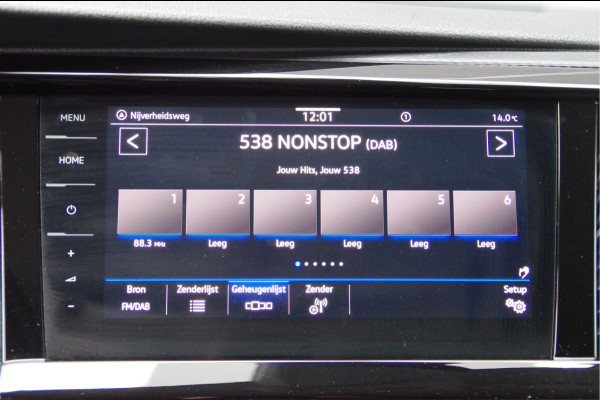 MENU
HOME
+
-
Nijverheidsweg 12:01 14.0°C
< 538 NONSTOP (DAB) >
Jouw Hits, Jouw 538
1 2 3 4 5 6
88.3 MHz Leeg Leeg Leeg Leeg Leeg
Bron Zenderlijst Geheugenlijst Zender Setup
FM/DAB